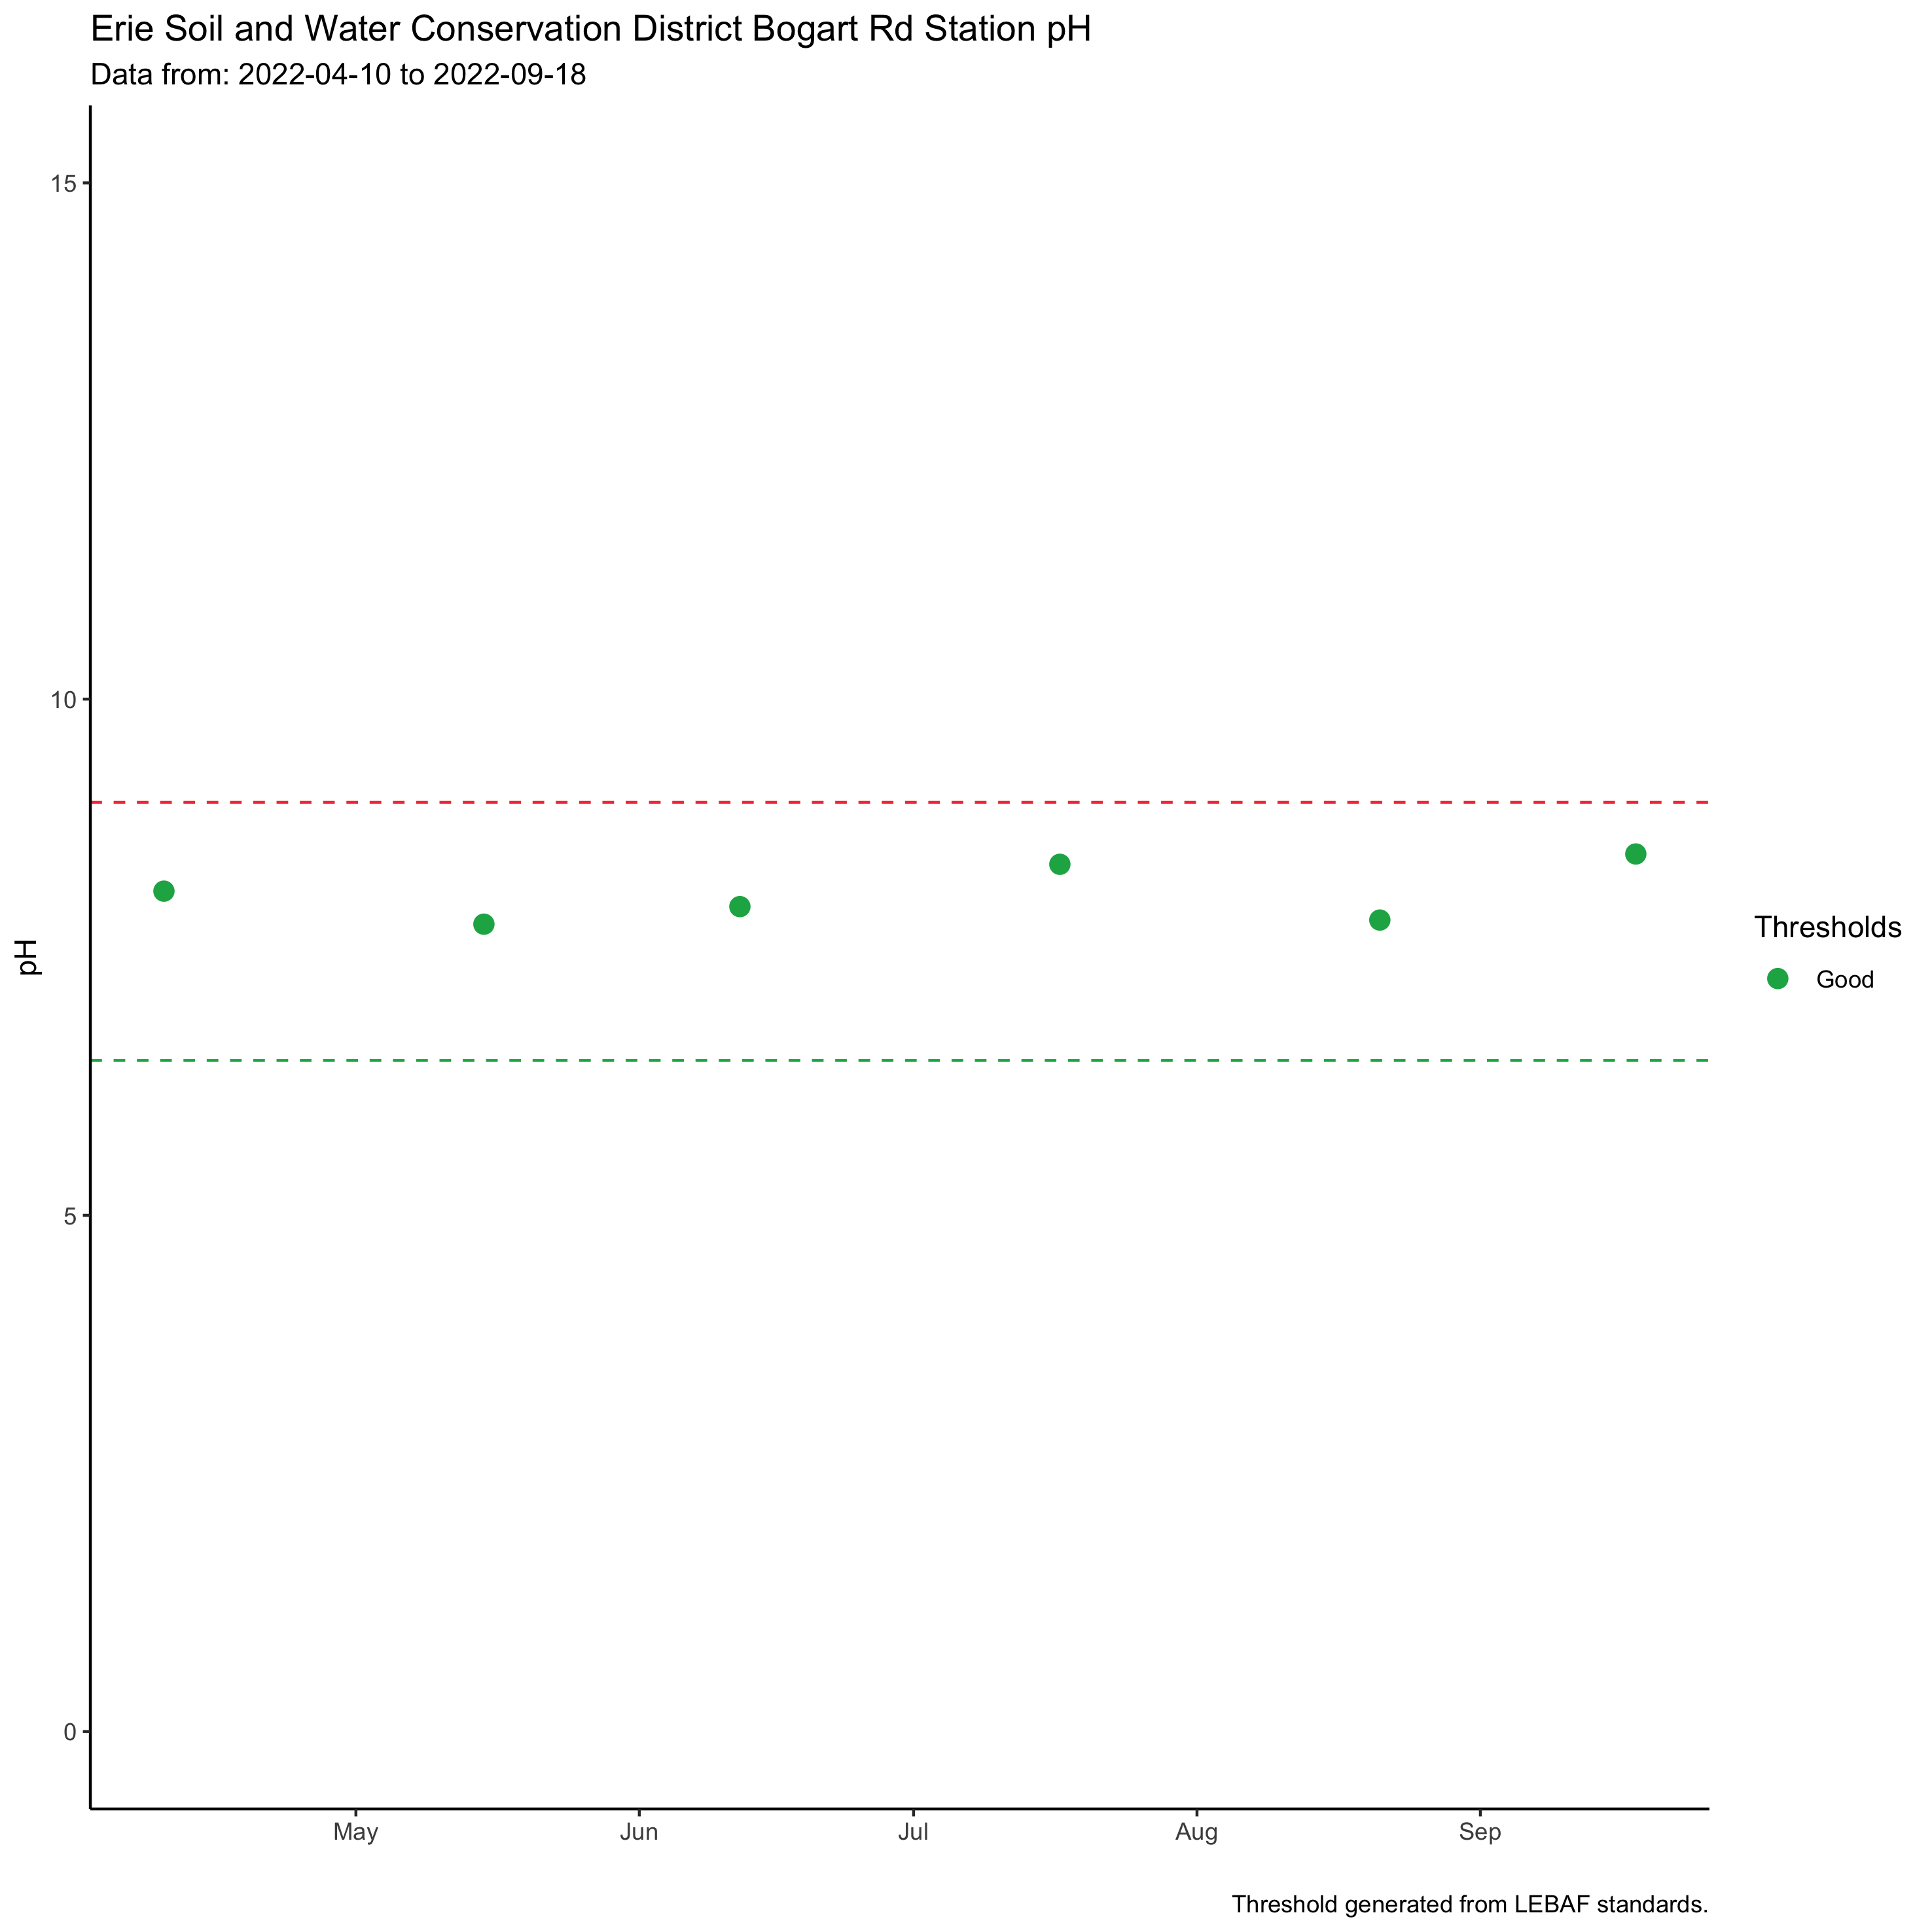 Erie Soil and Water Conservation District Bogart Rd Station pH
Data from: 2022-04-10 to 2022-09-18
15
10
5
0
pH
Thresholds
Good
May Jun Jul Aug Sep
Threshold generated from LEBAF standards.